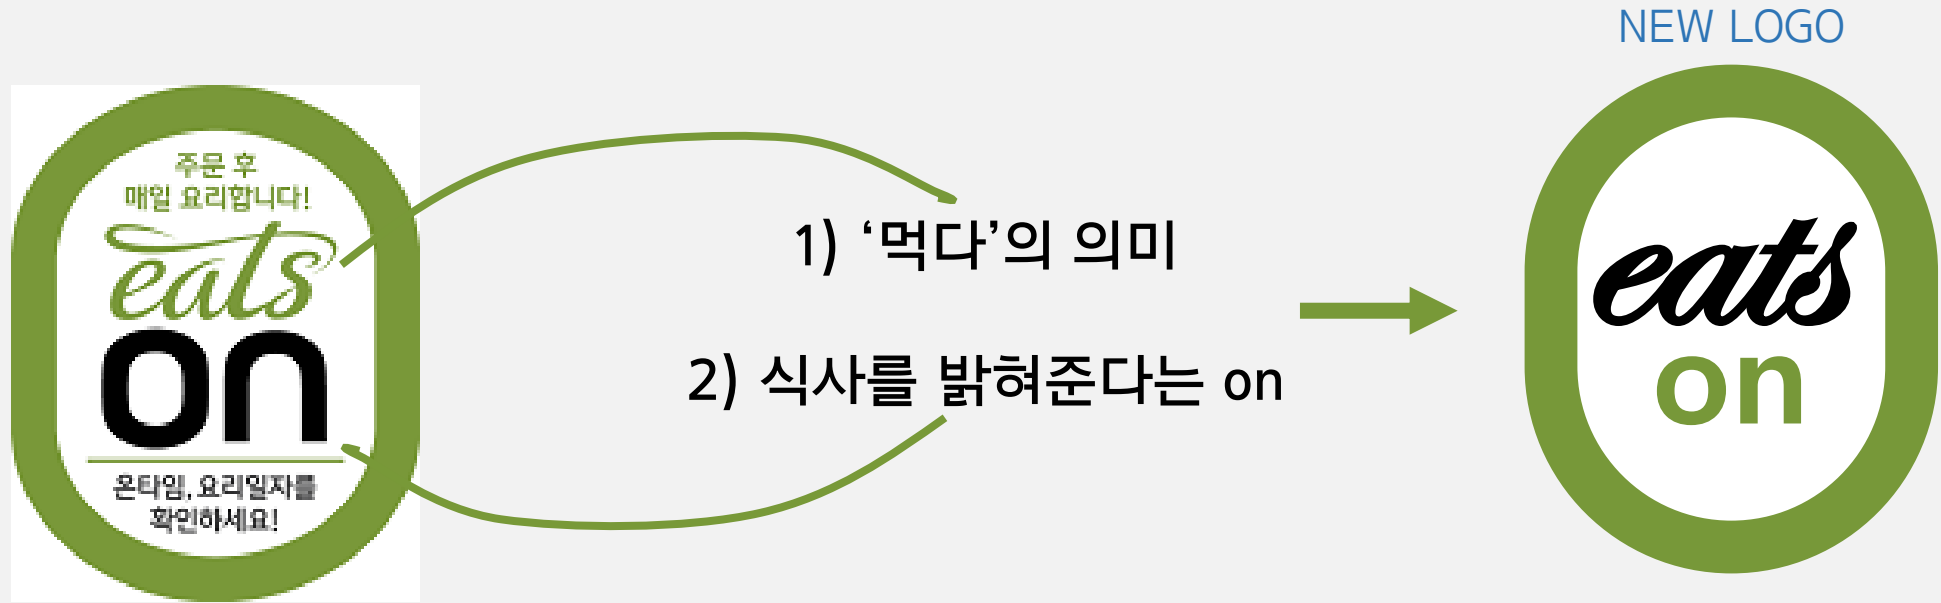 주문 후
매일 요리합니다!
eats
on
온타임, 요리일자를
확인하세요!
1) ‘먹다’의 의미
2) 식사를 밝혀준다는 on
NEW LOGO
eats
on